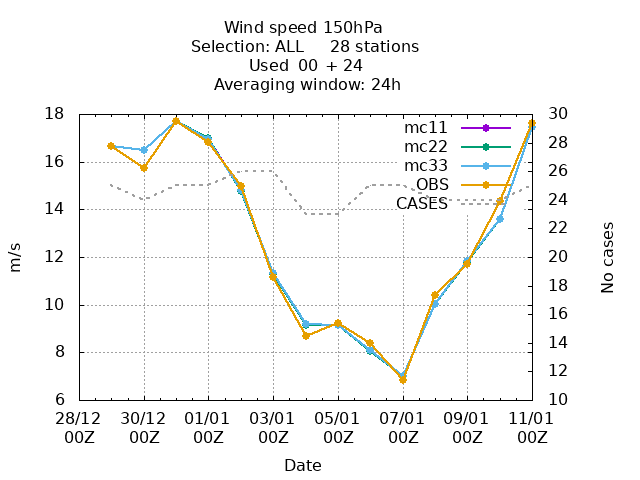 Wind speed 150hPa
Selection: ALL 28 stations
Used 00 + 24
Averaging window: 24h
18 30
mc11 28
mc22
16 mc33 26
OBS
14 CASES 24
22
12 20
18
10 16
14
8 12
6 10
m/s
No cases
28/12 30/12 01/01 03/01 05/01 07/01 09/01 11/01
00Z 00Z 00Z 00Z 00Z 00Z 00Z 00Z
Date